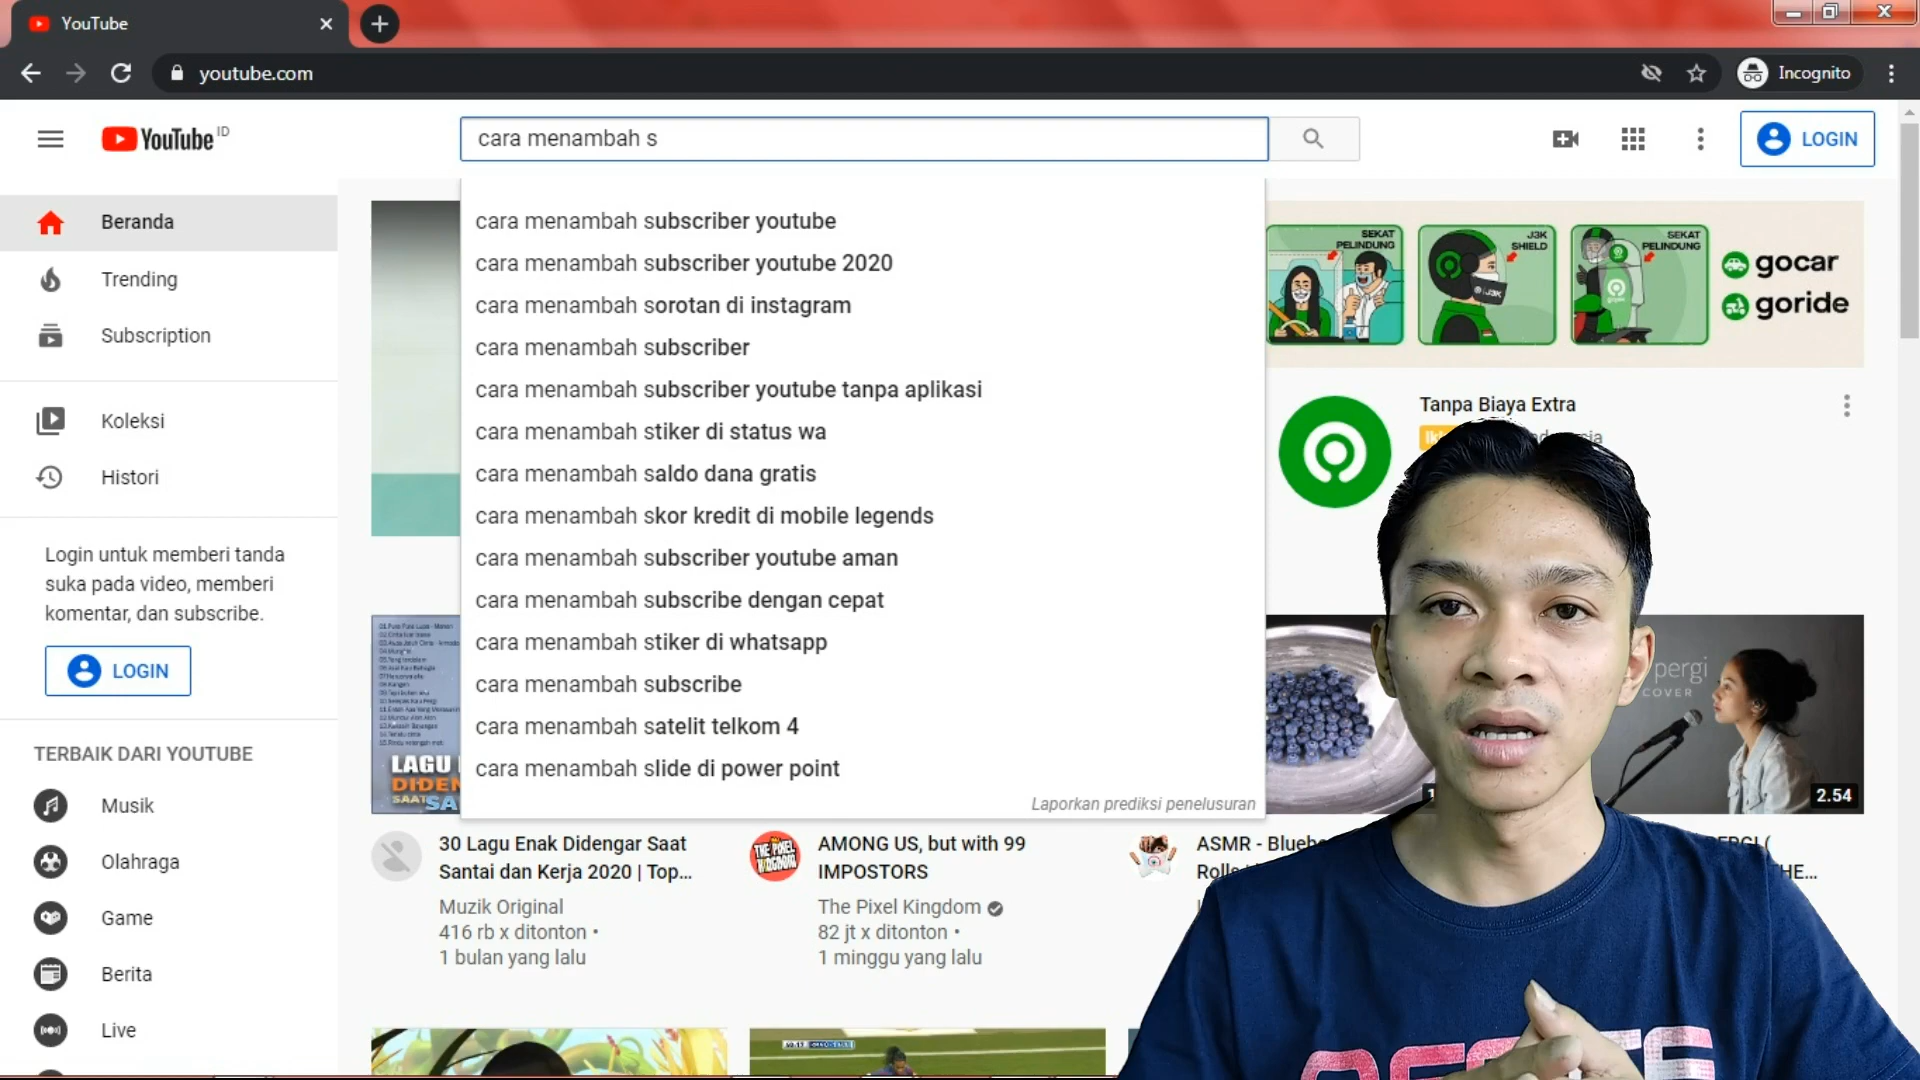 YouTube
youtube.com
Incognito
YouTube ID
cara menambah s
LOGIN
Beranda
Trending
Subscription
Koleksi
Histori
Login untuk memberi tanda
suka pada video, memberi
komentar, dan subscribe.
LOGIN
TERBAIK DARI YOUTUBE
Musik
Olahraga
Game
Berita
Live
cara menambah subscriber youtube
cara menambah subscriber youtube 2020
cara menambah sorotan di instagram
cara menambah subscriber
cara menambah subscriber youtube tanpa aplikasi
cara menambah stiker di status wa
cara menambah saldo dana gratis
cara menambah skor kredit di mobile legends
cara menambah subscriber youtube aman
cara menambah subscribe dengan cepat
cara menambah stiker di whatsapp
cara menambah subscribe
cara menambah satelit telkom 4
cara menambah slide di power point
Laporkan prediksi penelusuran
SEKAT
PELINDUNG
J3K
SHIELD
SEKAT
PELINDUNG
gocar
goride
Tanpa Biaya Extra
LAGU
DIDEN
SAAT SA
pergi
COVER
2.54
30 Lagu Enak Didengar Saat
Santai dan Kerja 2020 | Top...
Muzik Original
416 rb x ditonton •
1 bulan yang lalu
THE PIXEL
KINGDOM
AMONG US, but with 99
IMPOSTORS
The Pixel Kingdom
82 jt x ditonton •
1 minggu yang lalu
ASMR - Blueb
Roll